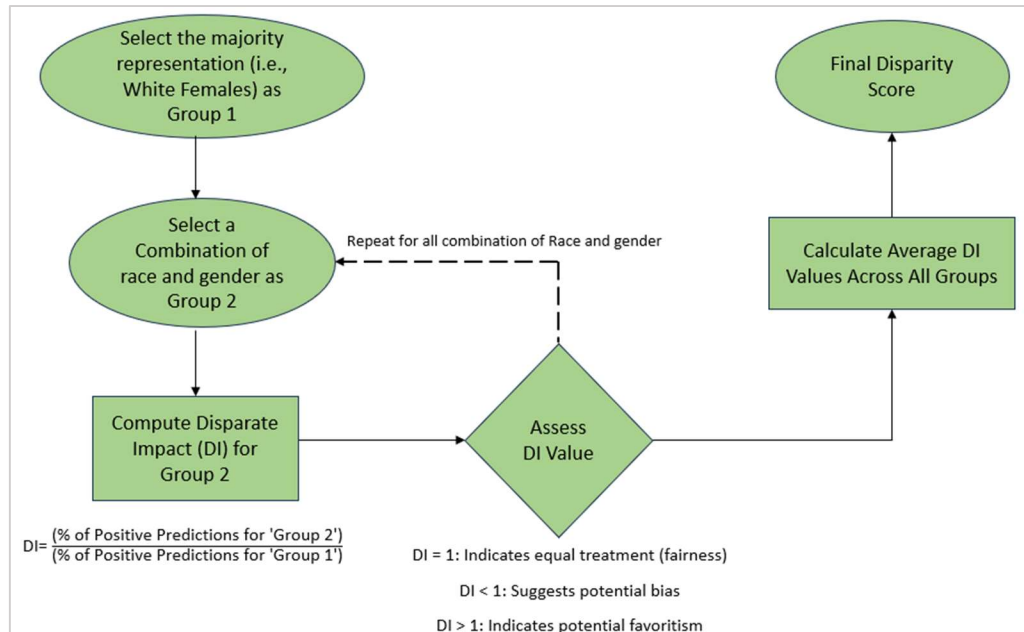 Select the majority
representation (i.e.,
White Females) as
Group 1
Final Disparity
Score
Select a
Combination of
race and gender as
Group 2
Repeat for all combination of Race and gender
Calculate Average DI
Values Across All Groups
Compute Disparate
Impact (DI) for
Group 2
Assess
DI Value
DI= (% of Positive Predictions for 'Group 2')
(% of Positive Predictions for 'Group 1')
DI = 1: Indicates equal treatment (fairness)
DI < 1: Suggests potential bias
DI > 1: Indicates potential favoritism